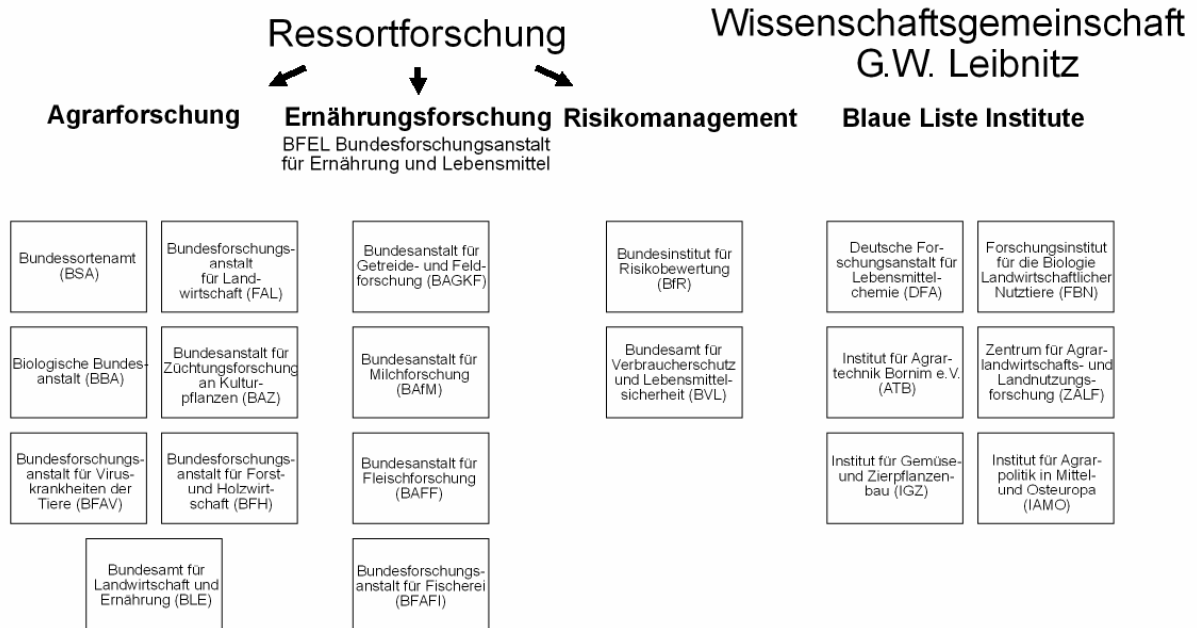 Ressortforschung
Wissenschaftsgemeinschaft
G.W. Leibnitz
Agrarforschung
Ernährungsforschung
BFEL Bundesforschungsanstalt
für Ernährung und Lebensmittel
Risikomanagement
Blaue Liste Institute
Bundessortenamt
(BSA)
Bundesforschungs-
anstalt
für Land-
wirtschaft (FAL)
Biologische Bundes-
anstalt (BBA)
Bundesanstalt für
Züchtungsforschung
an Kultur-
pflanzen (BAZ)
Bundesforschungs-
anstalt für Virus-
krankheiten der
Tiere (BFAV)
Bundesforschungs-
anstalt für Forst-
und Holzwirt-
schaft (BFH)
Bundesamt für
Landwirtschaft und
Ernährung (BLE)
Bundesanstalt für
Getreide- und Feld-
forschung (BAGKF)
Bundesanstalt für
Milchforschung
(BAfM)
Bundesanstalt für
Fleischforschung
(BAFF)
Bundesforschungs-
anstalt für Fischerei
(BFAFI)
Bundesinstitut für
Risikobewertung
(BfR)
Bundesamt für
Verbraucherschutz
und Lebensmittel-
sicherheit (BVL)
Deutsche For-
schungsanstalt für
Lebensmittel-
chemie (DFA)
Forschungsinstitut
für die Biologie
Landwirtschaftlicher
Nutztiere (FBN)
Institut für Agrar-
technik Bornim e.V.
(ATB)
Zentrum für Agrar-
landwirtschafts- und
Landnutzungs-
forschung (ZALF)
Institut für Gemüse-
und Zierpflanzen-
bau (IGZ)
Institut für Agrar-
politik in Mittel-
und Osteuropa
(IAMO)